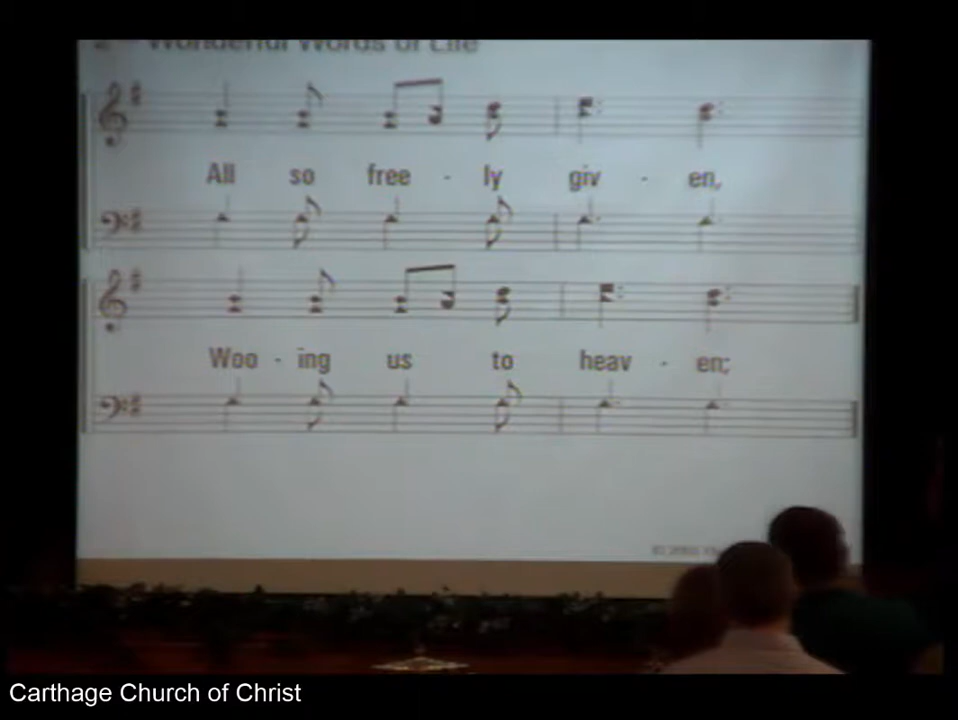 2 Wonderful Words of Life
All so free - ly giv - en,
Woo - ing us to heav - en;
Carthage Church of Christ